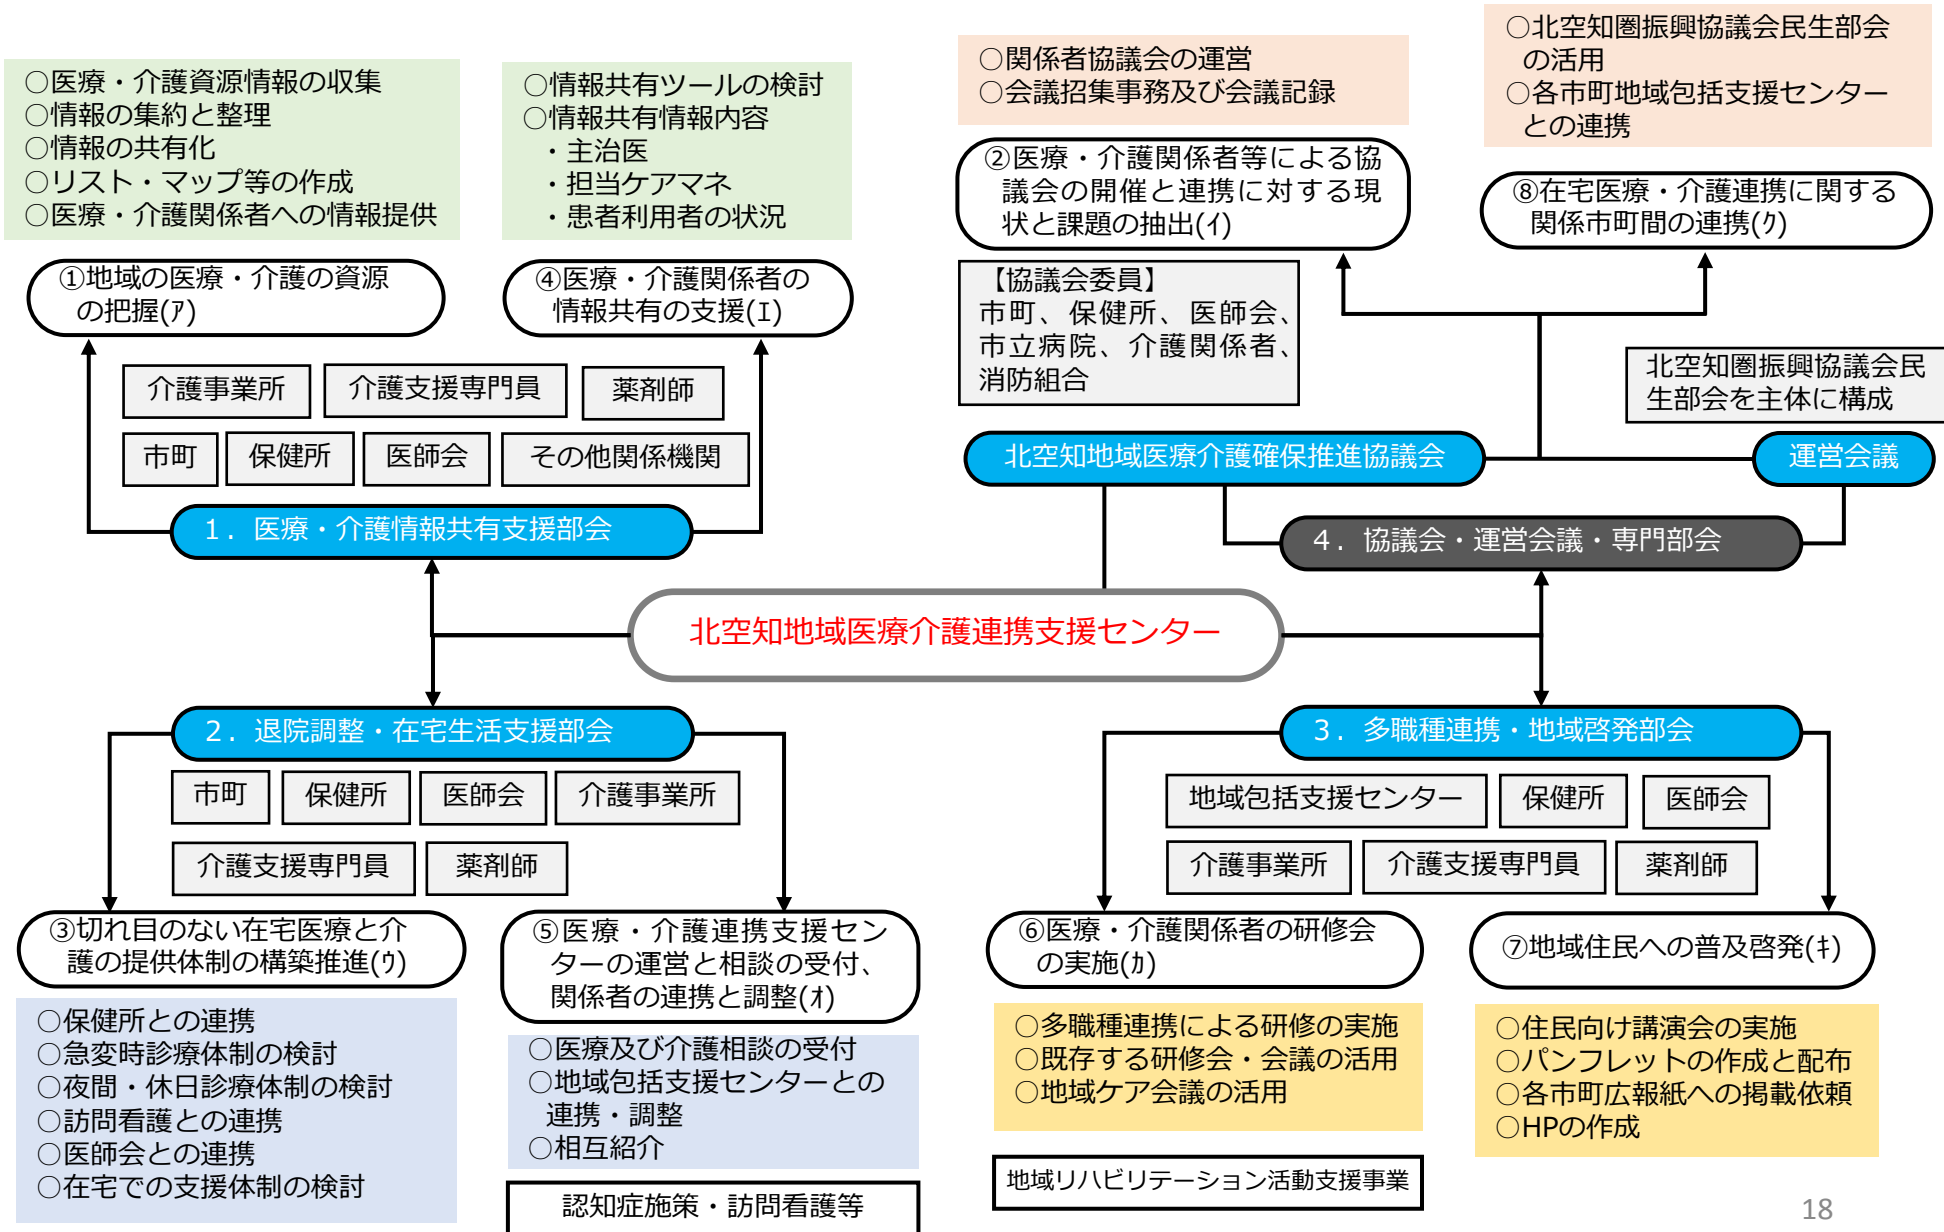 ○医療・介護資源情報の収集
○情報の集約と整理
○情報の共有化
○リスト・マップ等の作成
○医療・介護関係者への情報提供
○情報共有ツールの検討
○情報共有情報内容
・主治医
・担当ケアマネ
・患者利用者の状況
○関係者協議会の運営
○会議招集事務及び会議記録
○北空知圏振興協議会民生部会
の活用
○各市町地域包括支援センター
との連携
①地域の医療・介護の資源
の把握(ｱ)
④医療・介護関係者の
情報共有の支援(ｴ)
②医療・介護関係者等による協
議会の開催と連携に対する現
状と課題の抽出(ｲ)
⑧在宅医療・介護連携に関する
関係市町間の連携(ｸ)
【協議会委員】
市町、保健所、医師会、
市立病院、介護関係者、
消防組合
北空知圏振興協議会民
生部会を主体に構成
介護事業所
介護支援専門員
薬剤師
市町
保健所
医師会
その他関係機関
北空知地域医療介護確保推進協議会
運営会議
１．医療・介護情報共有支援部会
４．協議会・運営会議・専門部会
北空知地域医療介護連携支援センター
２．退院調整・在宅生活支援部会
３．多職種連携・地域啓発部会
市町
保健所
医師会
介護事業所
介護支援専門員
薬剤師
地域包括支援センター
保健所
医師会
介護事業所
介護支援専門員
薬剤師
③切れ目のない在宅医療と介
護の提供体制の構築推進(ｳ)
⑤医療・介護連携支援セン
ターの運営と相談の受付、
関係者の連携と調整(ｵ)
⑥医療・介護関係者の研修会
の実施(ｶ)
⑦地域住民への普及啓発(ｷ)
○保健所との連携
○急変時診療体制の検討
○夜間・休日診療体制の検討
○訪問看護との連携
○医師会との連携
○在宅での支援体制の検討
○医療及び介護相談の受付
○地域包括支援センターとの
連携・調整
○相互紹介
認知症施策・訪問看護等
○多職種連携による研修の実施
○既存する研修会・会議の活用
○地域ケア会議の活用
地域リハビリテーション活動支援事業
○住民向け講演会の実施
○パンフレットの作成と配布
○各市町広報紙への掲載依頼
○HPの作成
18